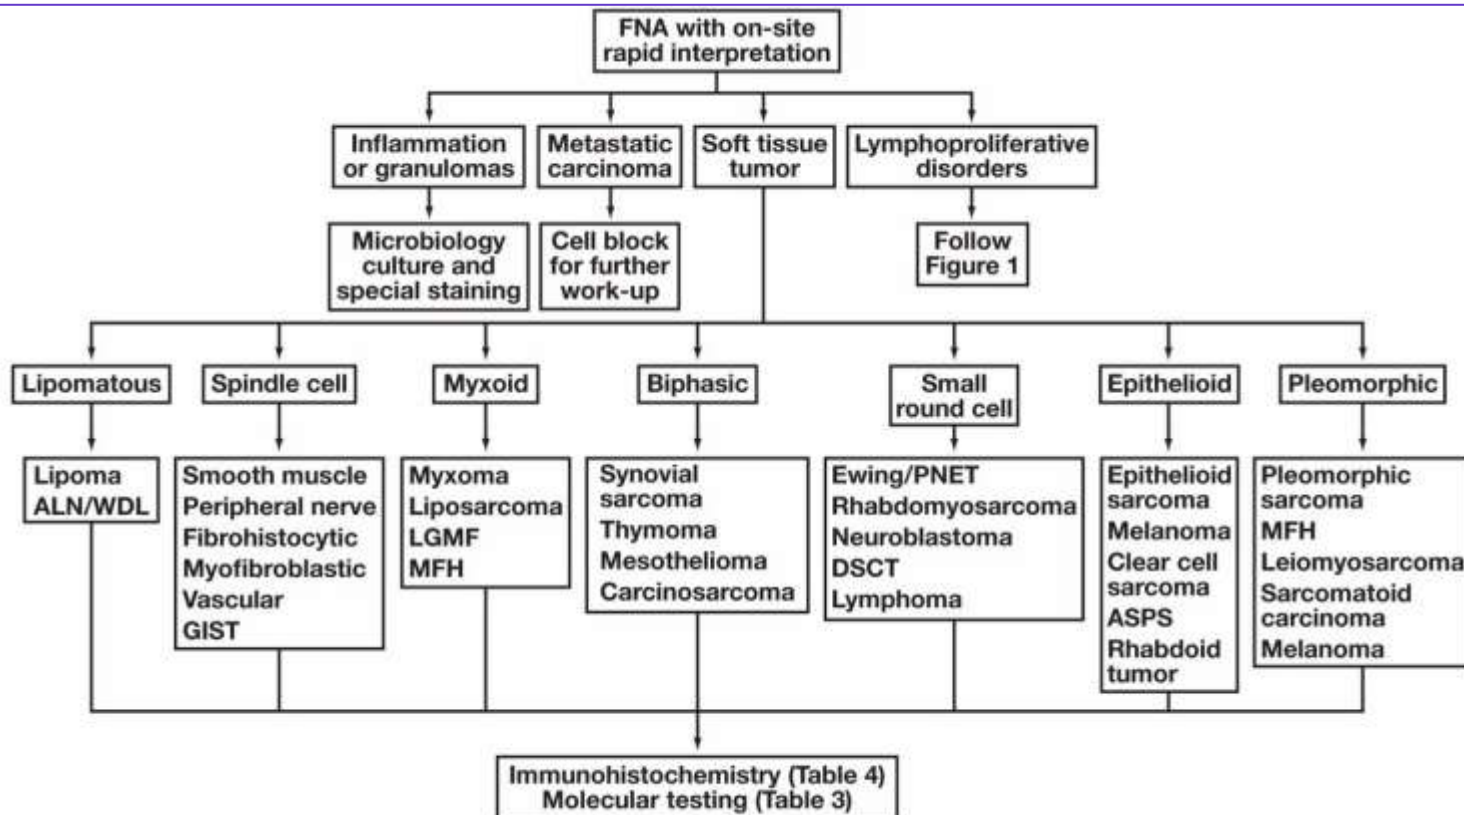 FNA with on-site
rapid interpretation
Inflammation
or granulomas
Metastatic
carcinoma
Soft tissue
tumor
Lymphoproliferative
disorders
Microbiology
culture and
special staining
Cell block
for further
work-up
Follow
Figure 1
Lipomatous
Spindle cell
Myxoid
Biphasic
Small
round cell
Epithelioid
Pleomorphic
Lipoma
ALN/WDL
Smooth muscle
Peripheral nerve
Fibrohistocytic
Myofibroblastic
Vascular
GIST
Myxoma
Liposarcoma
LGMF
MFH
Synovial
sarcoma
Thymoma
Mesothelioma
Carcinosarcoma
Ewing/PNET
Rhabdomyosarcoma
Neuroblastoma
DSCT
Lymphoma
Epithelioid
sarcoma
Melanoma
Clear cell
sarcoma
ASPS
Rhabdoid
tumor
Pleomorphic
sarcoma
MFH
Leiomyosarcoma
Sarcomatoid
carcinoma
Melanoma
Immunohistochemistry (Table 4)
Molecular testing (Table 3)